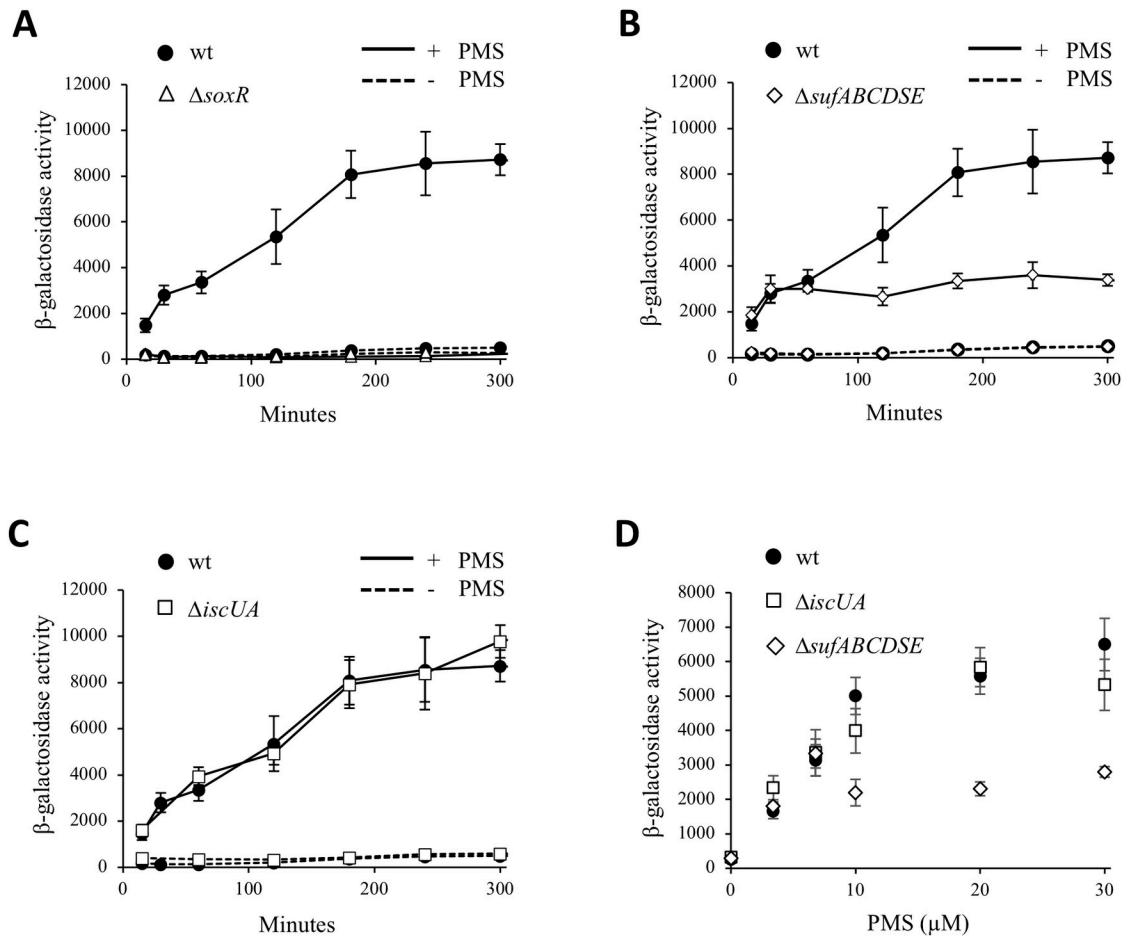 A
wt
+ PMS
ΔsoxR
- PMS
12000
10000
8000
6000
4000
2000
0
β-galactosidase activity
0 100 200 300
Minutes
B
wt
+ PMS
ΔsufABCDSE
- PMS
12000
10000
8000
6000
4000
2000
0
β-galactosidase activity
0 100 200 300
Minutes
C
wt
+ PMS
ΔiscUA
- PMS
12000
10000
8000
6000
4000
2000
0
β-galactosidase activity
0 100 200 300
Minutes
D
wt
ΔiscUA
ΔsufABCDSE
8000
7000
6000
5000
4000
3000
2000
1000
0
β-galactosidase activity
0 10 20 30
PMS (μM)